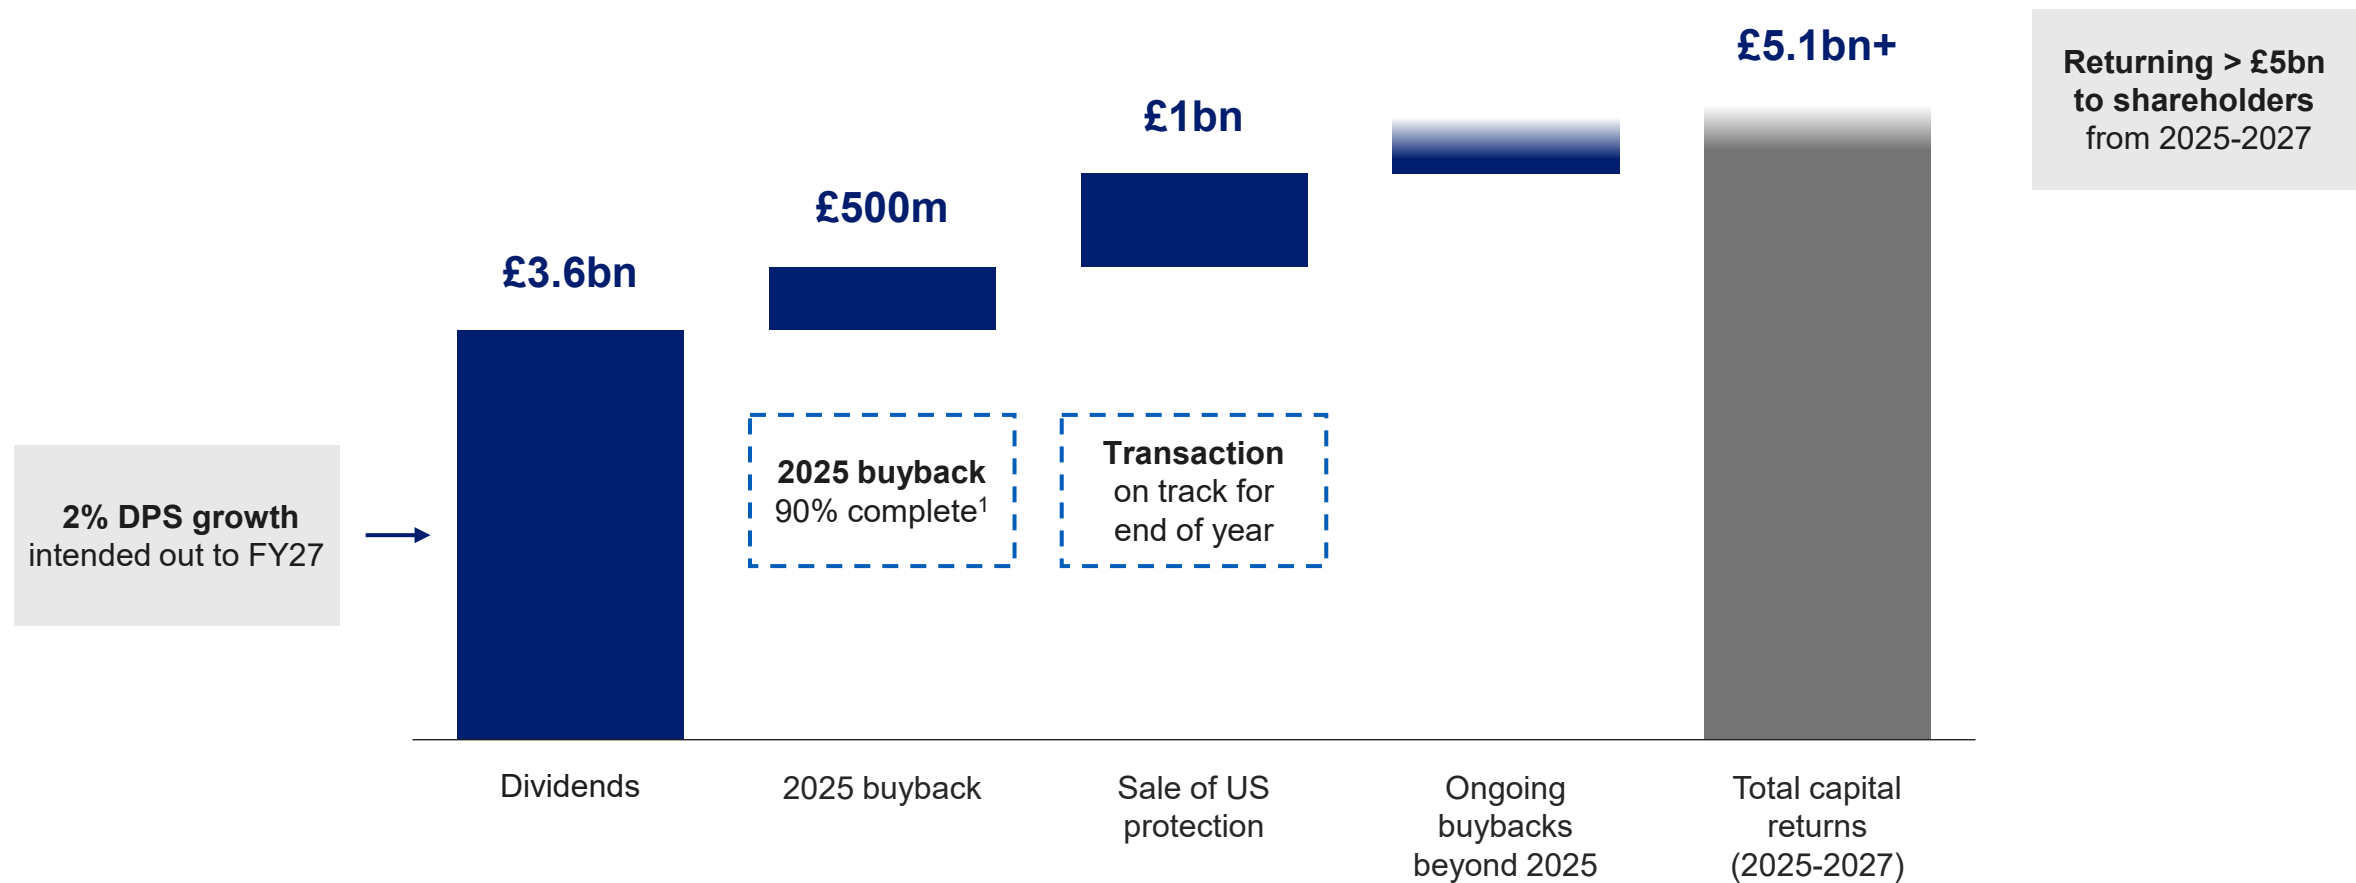 £5.1bn+
Returning > £5bn
to shareholders
from 2025-2027
£1bn
£500m
£3.6bn
2% DPS growth
intended out to FY27
2025 buyback
90% complete¹
Transaction
on track for
end of year
Dividends
2025 buyback
Sale of US
protection
Ongoing
buybacks
beyond 2025
Total capital
returns
(2025-2027)